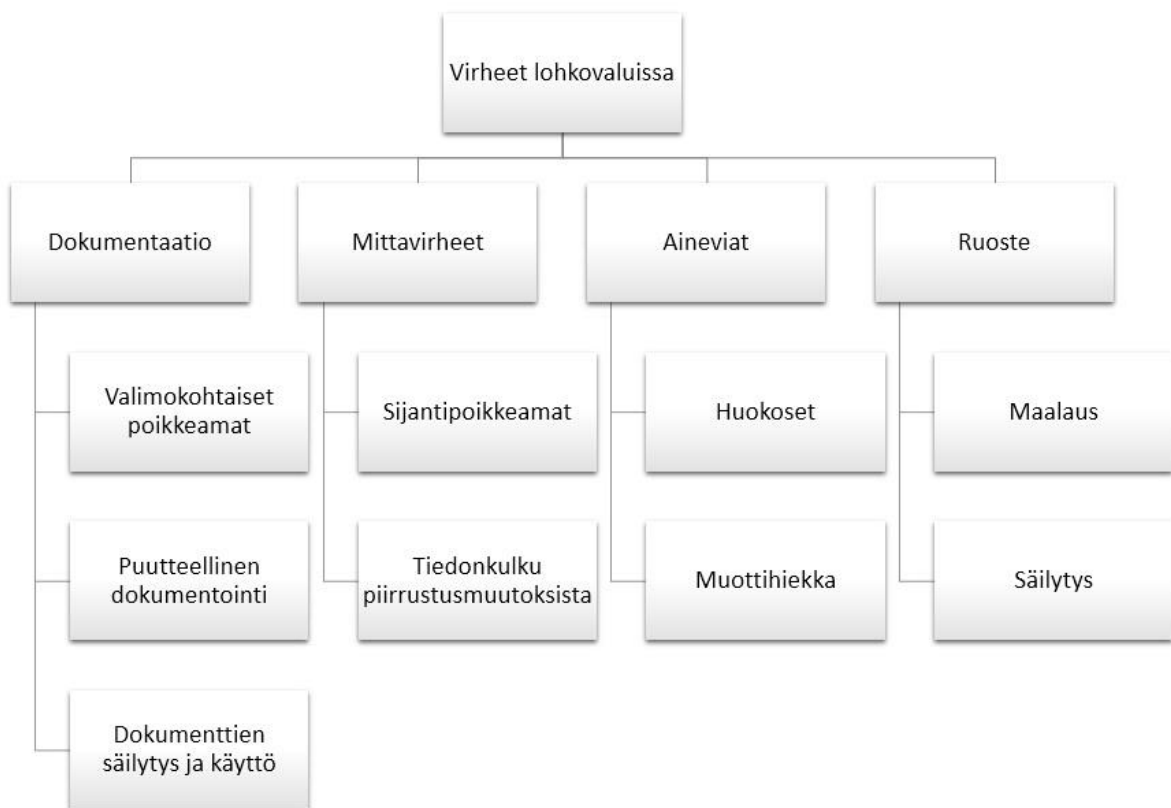 Virheet lohkovaluissa
Dokumentaatio
Mittavirheet
Aineviat
Ruoste
Valimokohtaiset
poikkeamat
Sijantipoikkeamat
Huokoset
Maalaus
Puutteellinen
dokumentointi
Tiedonkulku
piirrustusmuutoksista
Muottihiekka
Säilytys
Dokumenttien
säilytys ja käyttö